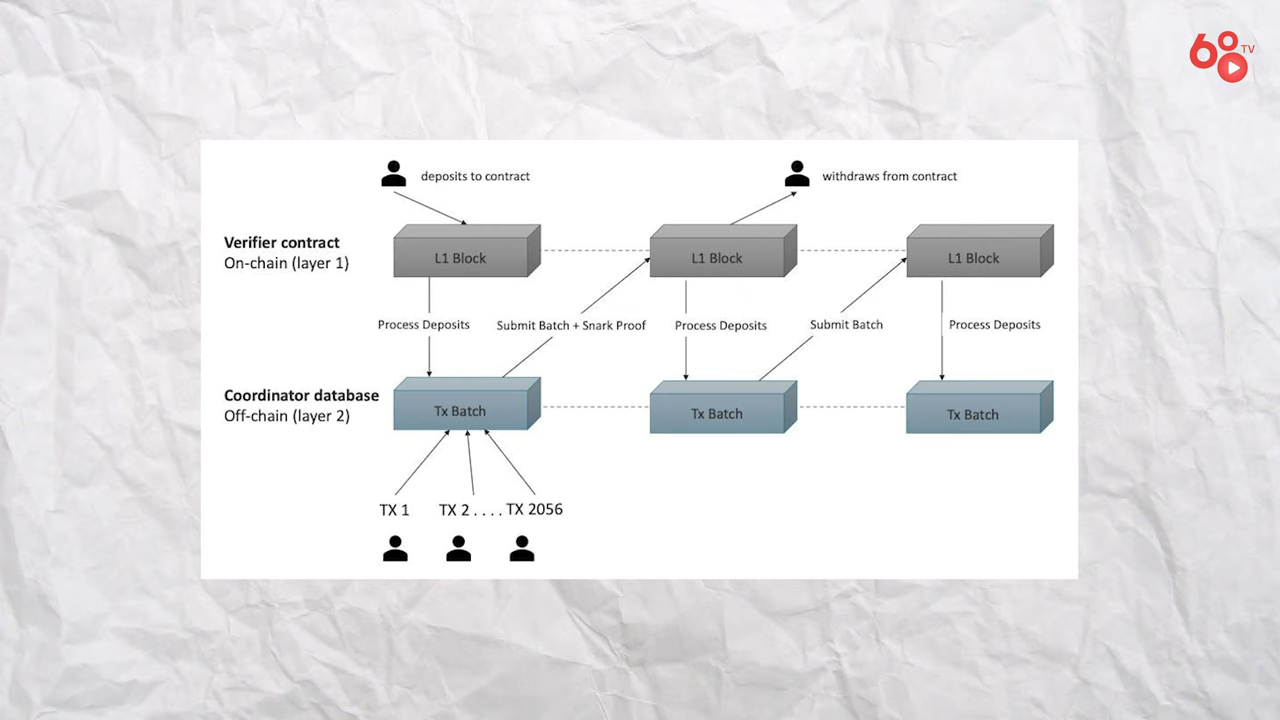 68 TV
deposits to contract
withdraws from contract
Verifier contract
On-chain (layer 1)
L1 Block
L1 Block
L1 Block
Process Deposits
Submit Batch + Snark Proof
Process Deposits
Submit Batch
Process Deposits
Coordinator database
Off-chain (layer 2)
Tx Batch
Tx Batch
Tx Batch
TX 1
TX 2 . . . . TX 2056